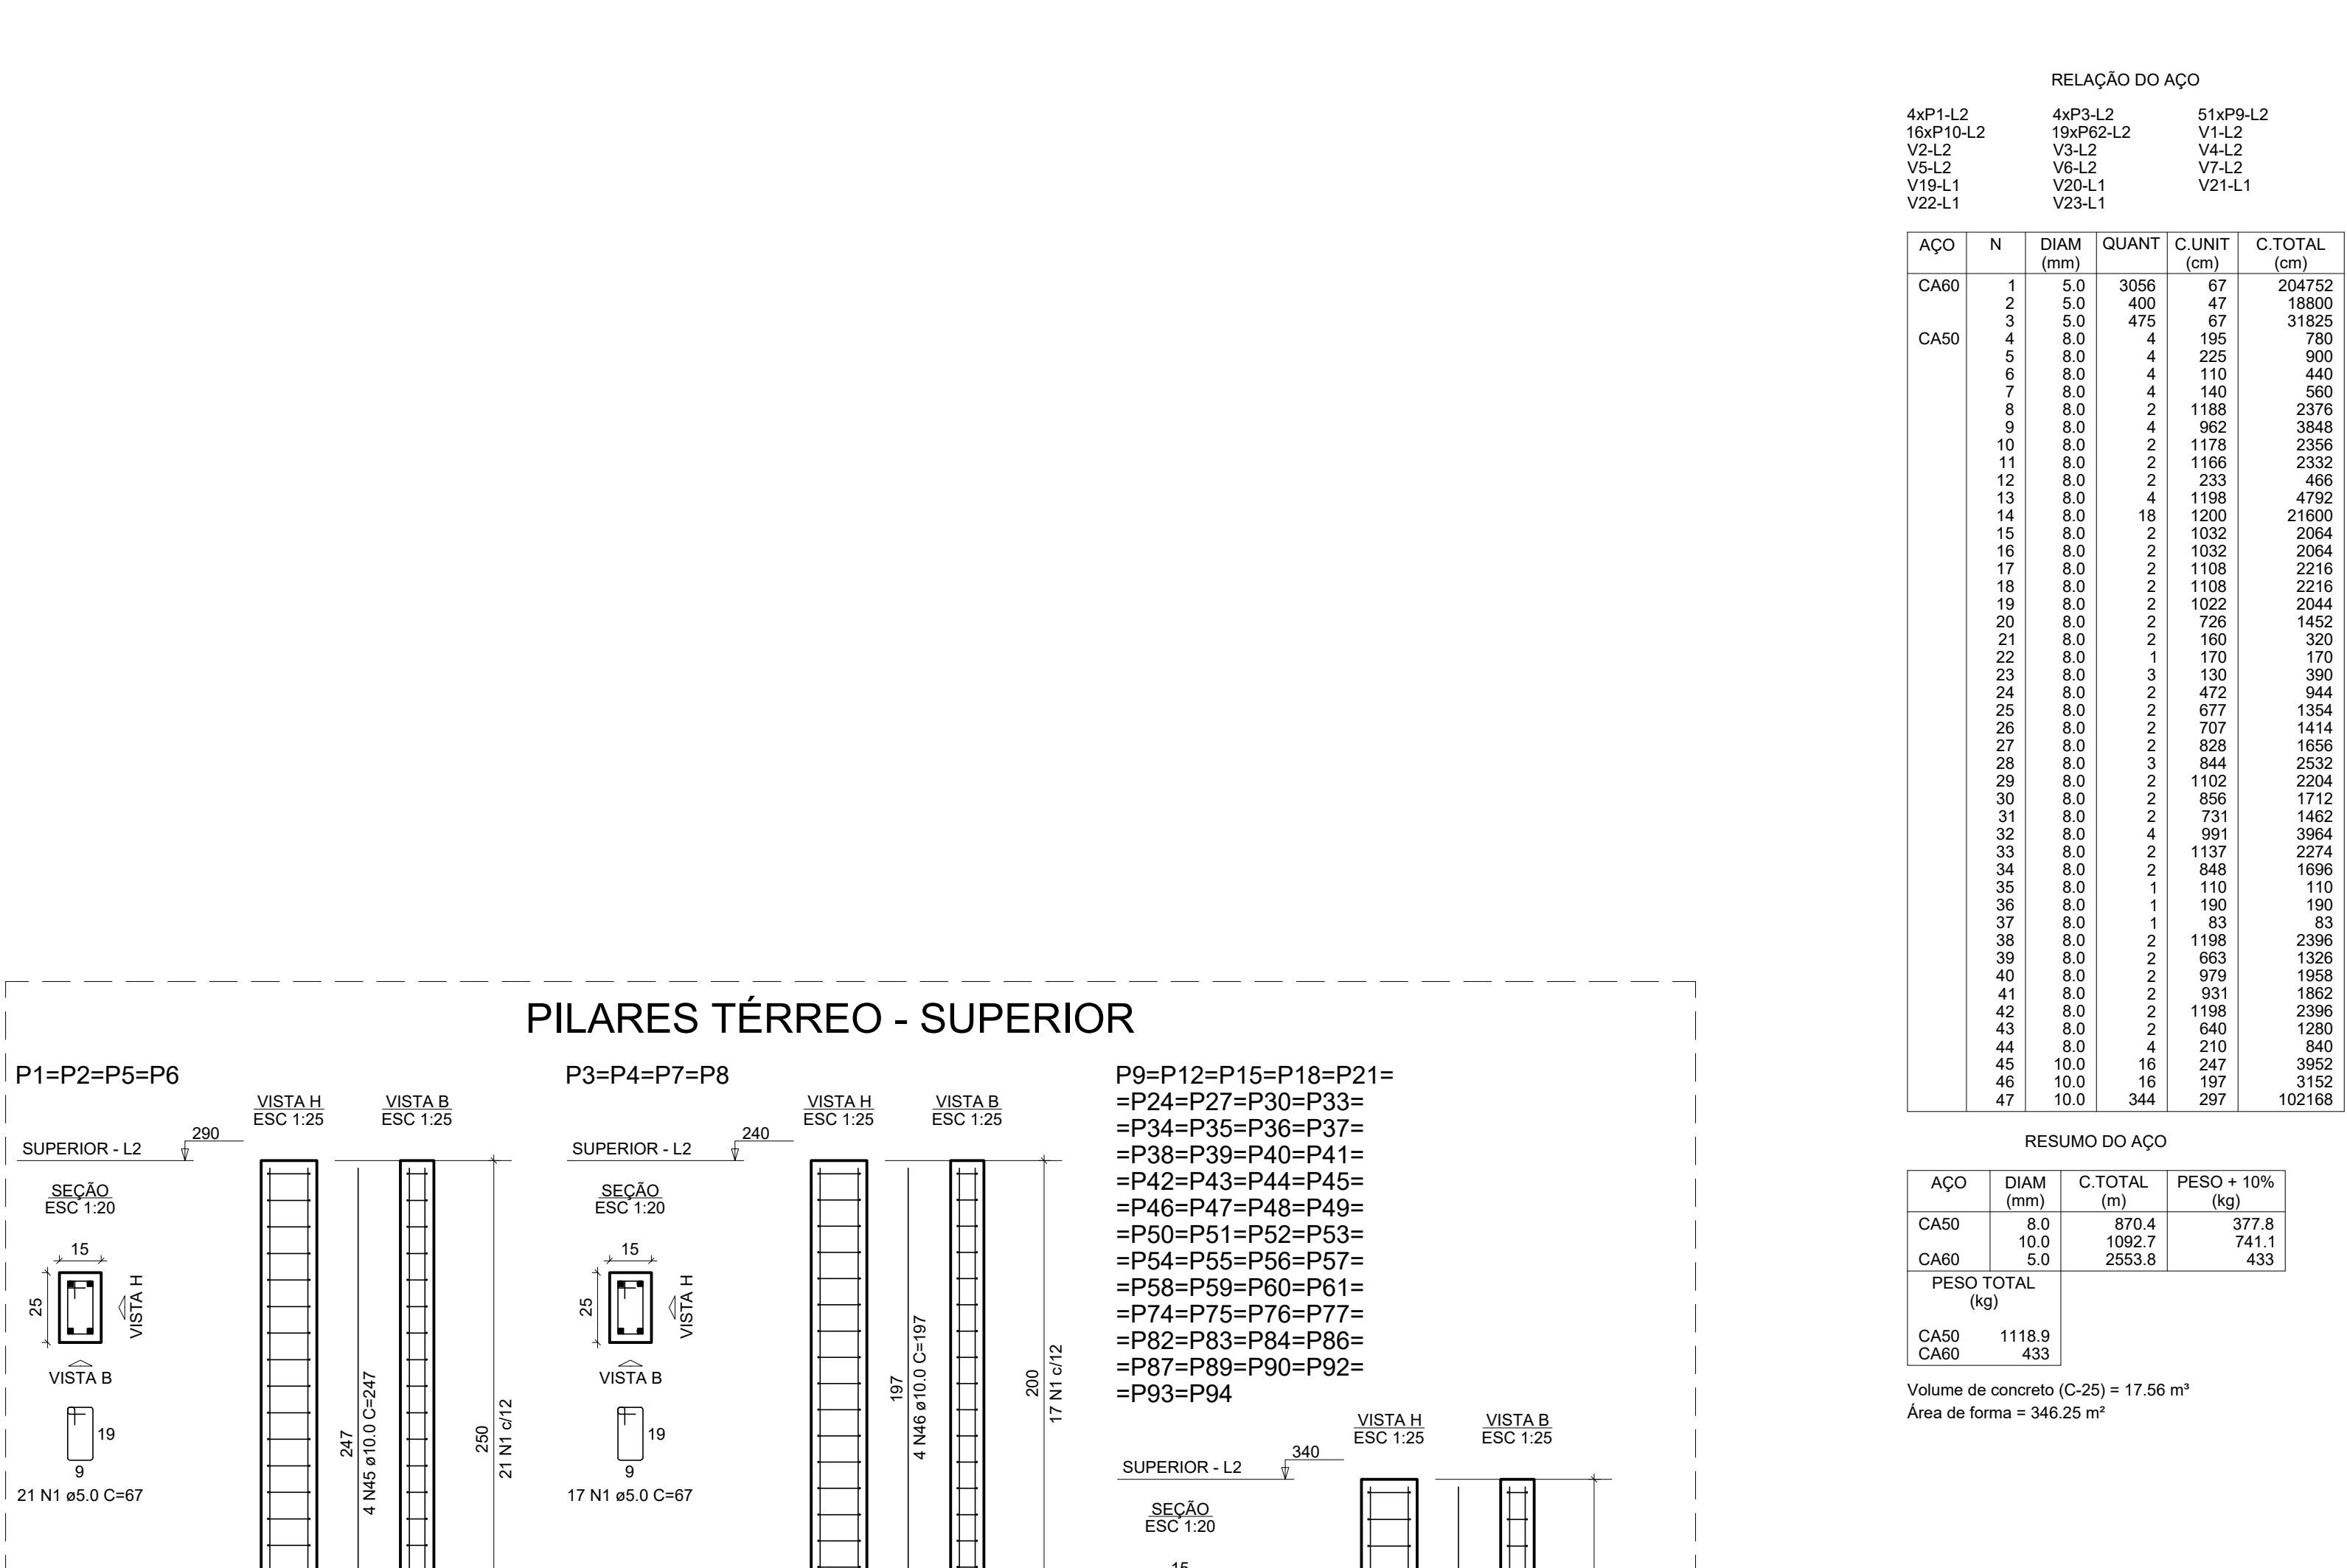 RELAÇÃO DO AÇO
4xP1-L2 4xP3-L2 51xP9-L2
16xP10-L2 19xP62-L2 V1-L2
V2-L2 V3-L2 V4-L2
V5-L2 V6-L2 V7-L2
V19-L1 V20-L1 V21-L1
V22-L1 V23-L1
AÇO N DIAM QUANT C.UNIT C.TOTAL
(mm) (cm) (cm)
CA60 1 5.0 3056 67 204752
2 5.0 400 47 18800
3 5.0 475 67 31825
CA50 4 8.0 4 195 780
5 8.0 4 225 900
6 8.0 4 110 440
7 8.0 4 140 560
8 8.0 2 1188 2376
9 8.0 4 962 3848
10 8.0 2 1178 2356
11 8.0 2 1166 2332
12 8.0 2 233 466
13 8.0 4 1198 4792
14 8.0 18 1200 21600
15 8.0 2 1032 2064
16 8.0 2 1032 2064
17 8.0 2 1108 2216
18 8.0 2 1108 2216
19 8.0 2 1022 2044
20 8.0 2 726 1452
21 8.0 2 160 320
22 8.0 1 170 170
23 8.0 3 130 390
24 8.0 2 472 944
25 8.0 2 677 1354
26 8.0 2 707 1414
27 8.0 2 828 1656
28 8.0 3 844 2532
29 8.0 2 1102 2204
30 8.0 2 856 1712
31 8.0 2 731 1462
32 8.0 4 991 3964
33 8.0 2 1137 2274
34 8.0 2 848 1696
35 8.0 1 110 110
36 8.0 1 190 190
37 8.0 1 83 83
38 8.0 2 1198 2396
39 8.0 2 663 1326
40 8.0 2 979 1958
41 8.0 2 931 1862
42 8.0 2 1198 2396
43 8.0 2 640 1280
44 8.0 4 210 840
45 10.0 16 247 3952
46 10.0 16 197 3152
47 10.0 344 297 102168
RESUMO DO AÇO
AÇO DIAM C.TOTAL PESO + 10%
(mm) (m) (kg)
CA50 8.0 870.4 377.8
10.0 1092.7 741.1
CA60 5.0 2553.8 433
PESO TOTAL
(kg)
CA50 1118.9
CA60 433
Volume de concreto (C-25) = 17.56 m³
Área de forma = 346.25 m²
PILARES TÉRREO - SUPERIOR
P1=P2=P5=P6
VISTA H
ESC 1:25
VISTA B
ESC 1:25
SUPERIOR - L2
290
SEÇÃO
ESC 1:20
15
25
VISTA H
VISTA B
19
9
21 N1 ø5.0 C=67
247
4 N45 ø10.0 C=247
250
21 N1 c/12
P3=P4=P7=P8
VISTA H
ESC 1:25
VISTA B
ESC 1:25
SUPERIOR - L2
240
SEÇÃO
ESC 1:20
15
25
VISTA H
VISTA B
19
9
17 N1 ø5.0 C=67
197
4 N46 ø10.0 C=197
200
17 N1 c/12
P9=P12=P15=P18=P21=
=P24=P27=P30=P33=
=P34=P35=P36=P37=
=P38=P39=P40=P41=
=P42=P43=P44=P45=
=P46=P47=P48=P49=
=P50=P51=P52=P53=
=P54=P55=P56=P57=
=P58=P59=P60=P61=
=P74=P75=P76=P77=
=P82=P83=P84=P86=
=P87=P89=P90=P92=
=P93=P94
VISTA H
ESC 1:25
VISTA B
ESC 1:25
SUPERIOR - L2
340
SEÇÃO
ESC 1:20
15